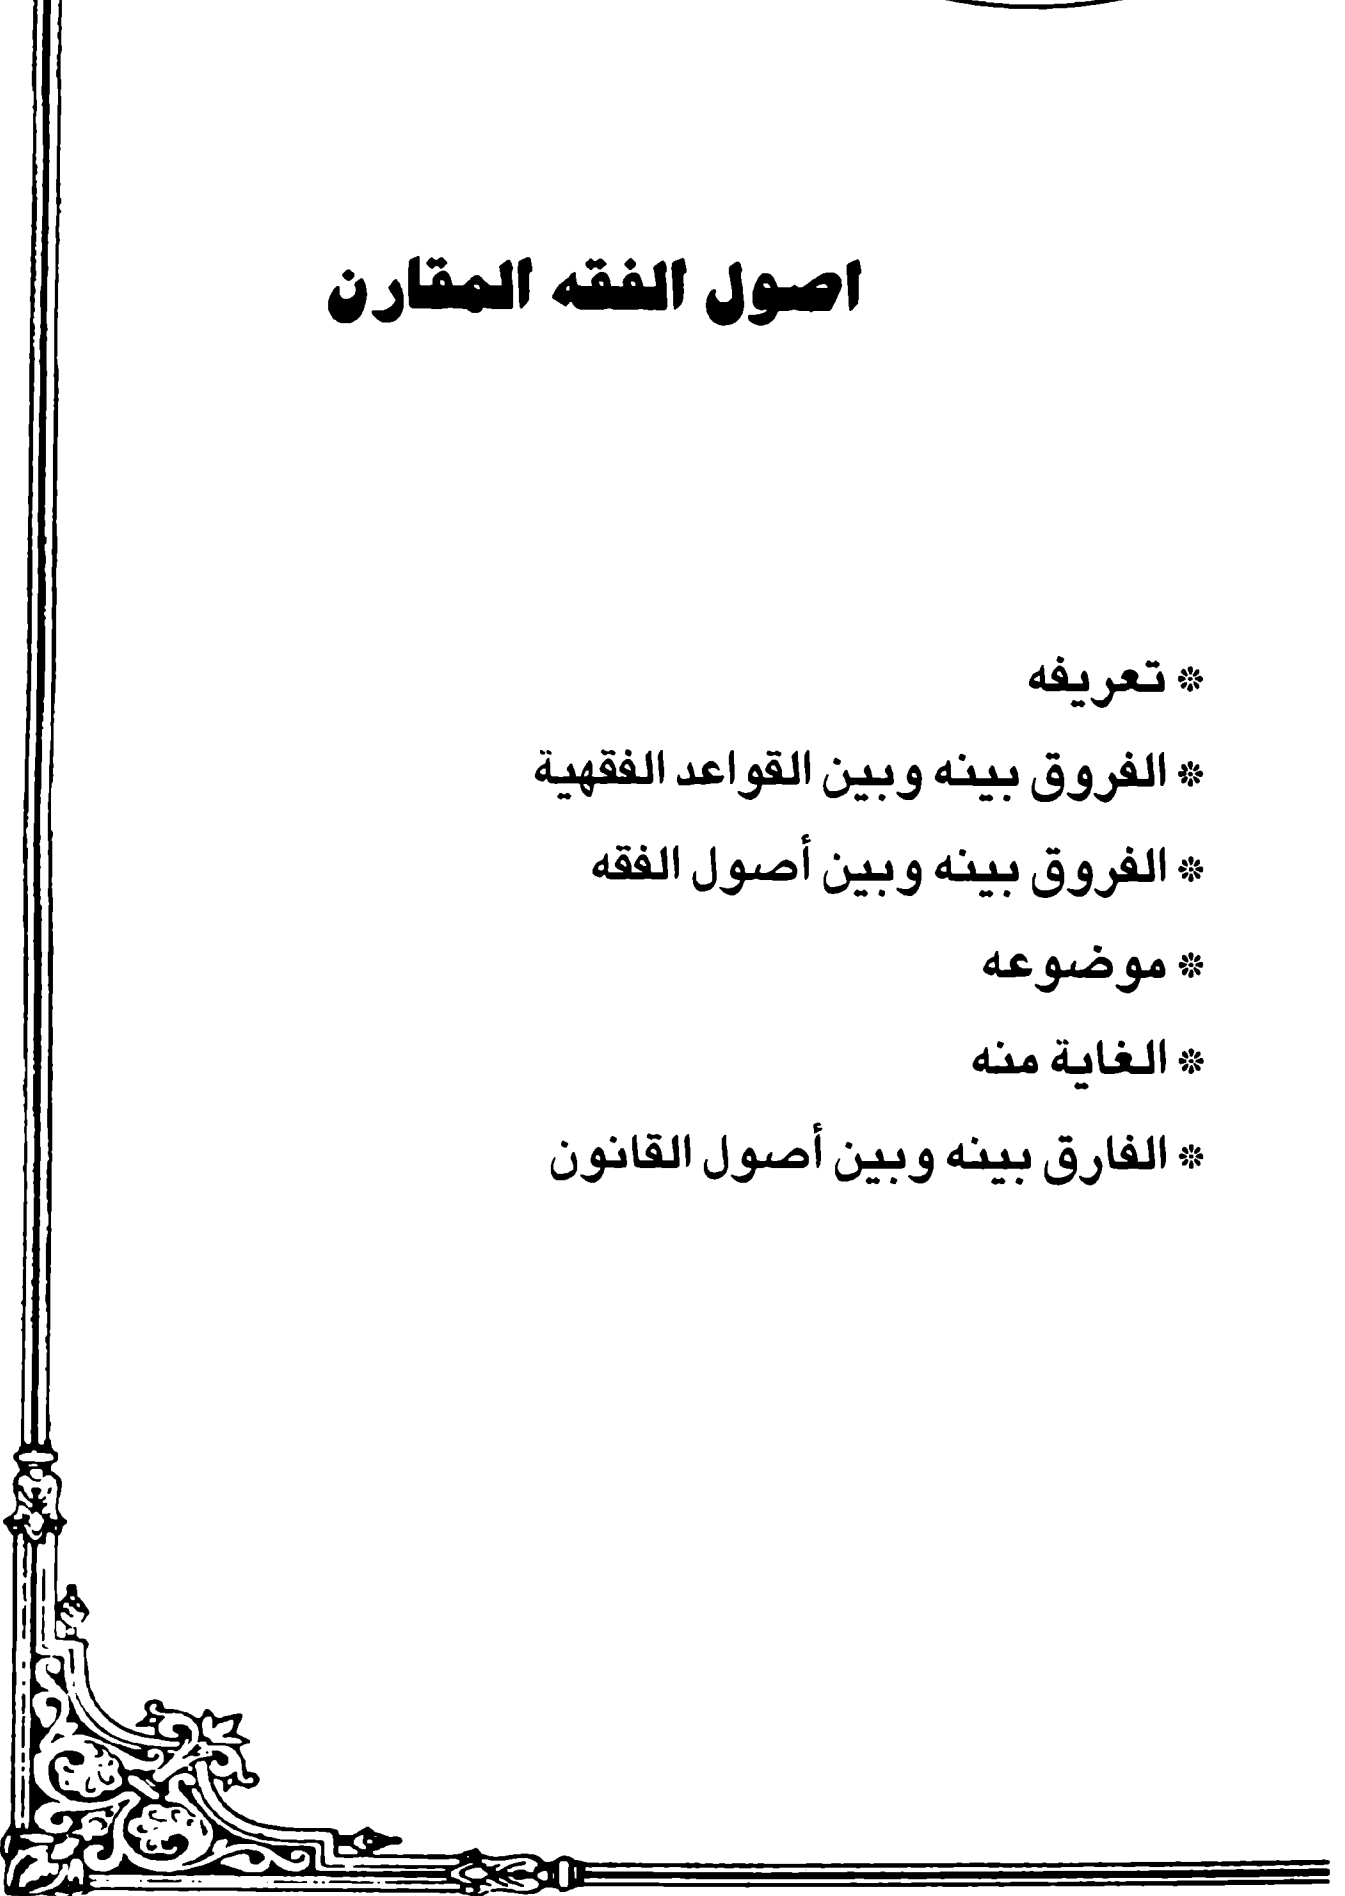 اصول الفقه المقارن
❊ تعريفه
❊ الفروق بينه وبين القواعد الفقهية
❊ الفروق بينه وبين أصول الفقه
❊ موضوعه
❊ الغاية منه
❊ الفارق بينه وبين أصول القانون